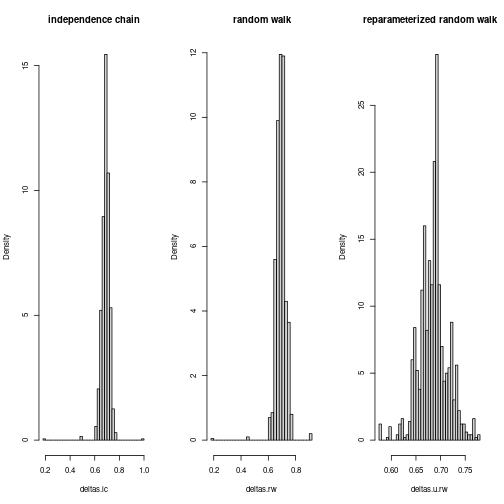 independence chain
random walk
reparameterized random walk
Density
15
10
5
0
0.2 0.4 0.6 0.8 1.0
deltas.ic
Density
12
10
8
6
4
2
0
0.2 0.4 0.6 0.8
deltas.rw
Density
25
20
15
10
5
0
0.60 0.65 0.70 0.75
deltas.u.rw